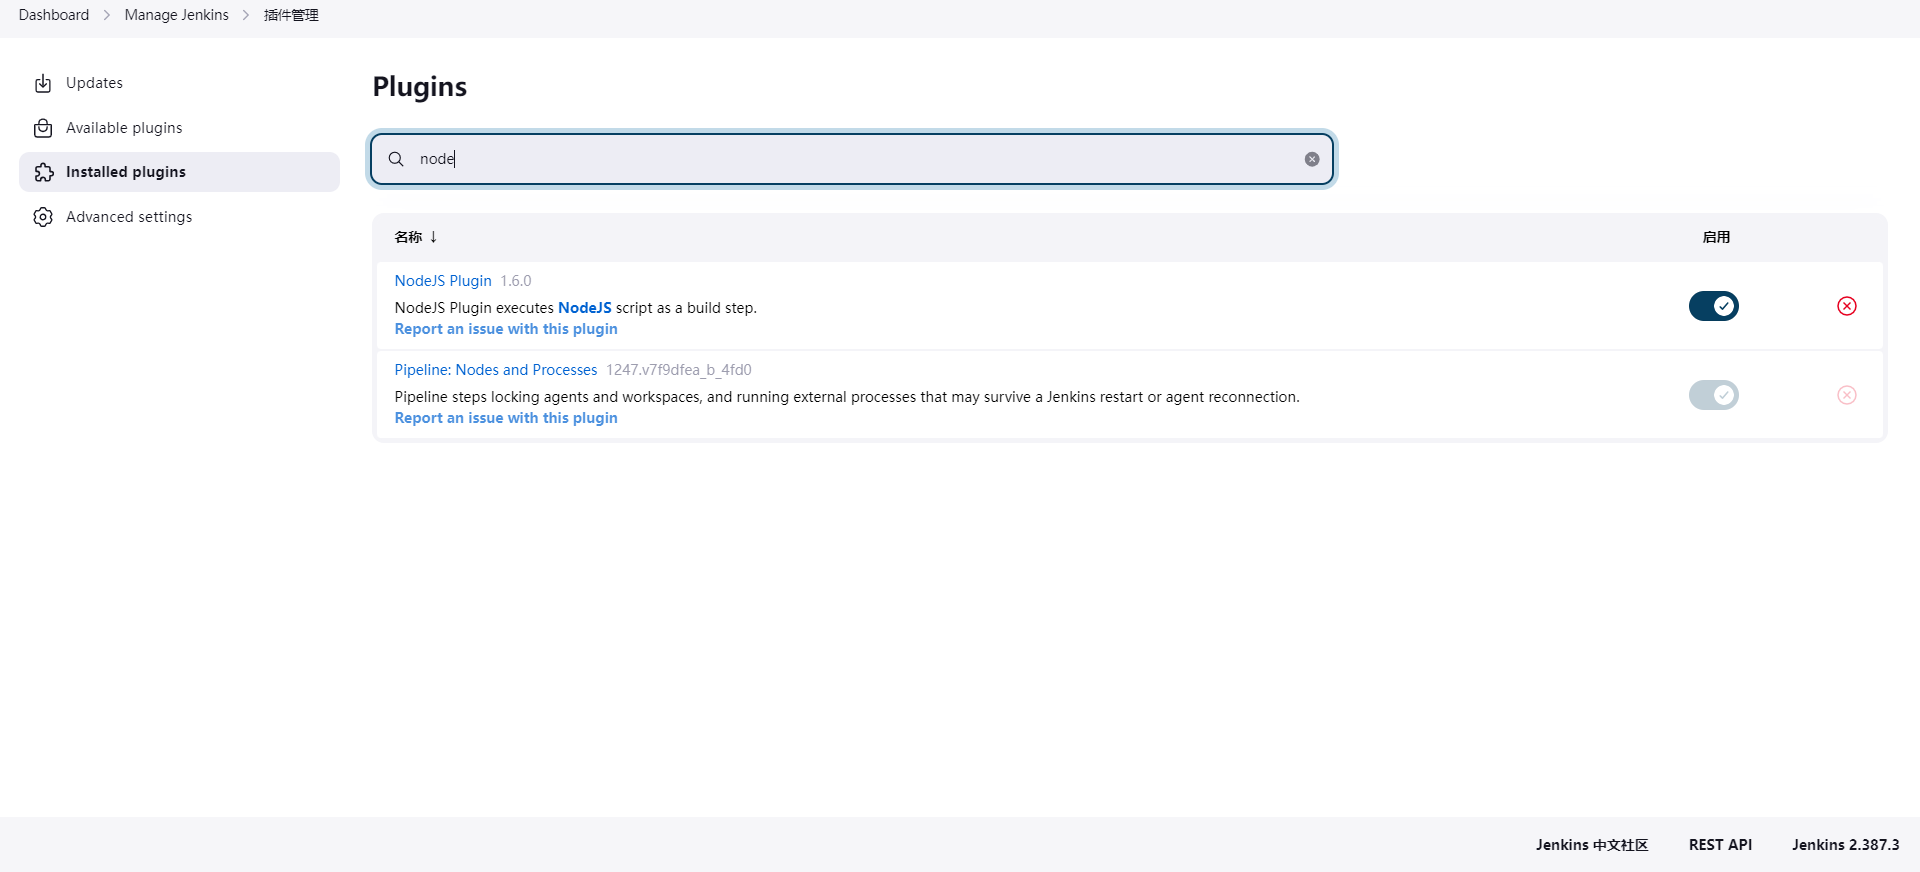 Dashboard > Manage Jenkins > 插件管理
Updates
Available plugins
Installed plugins
Advanced settings
Plugins
node
名称 ↓ 启用
NodeJS Plugin 1.6.0
NodeJS Plugin executes NodeJS script as a build step.
Report an issue with this plugin
Pipeline: Nodes and Processes 1247.v7f9dfea_b_4fd0
Pipeline steps locking agents and workspaces, and running external processes that may survive a Jenkins restart or agent reconnection.
Report an issue with this plugin
Jenkins 中文社区 REST API Jenkins 2.387.3